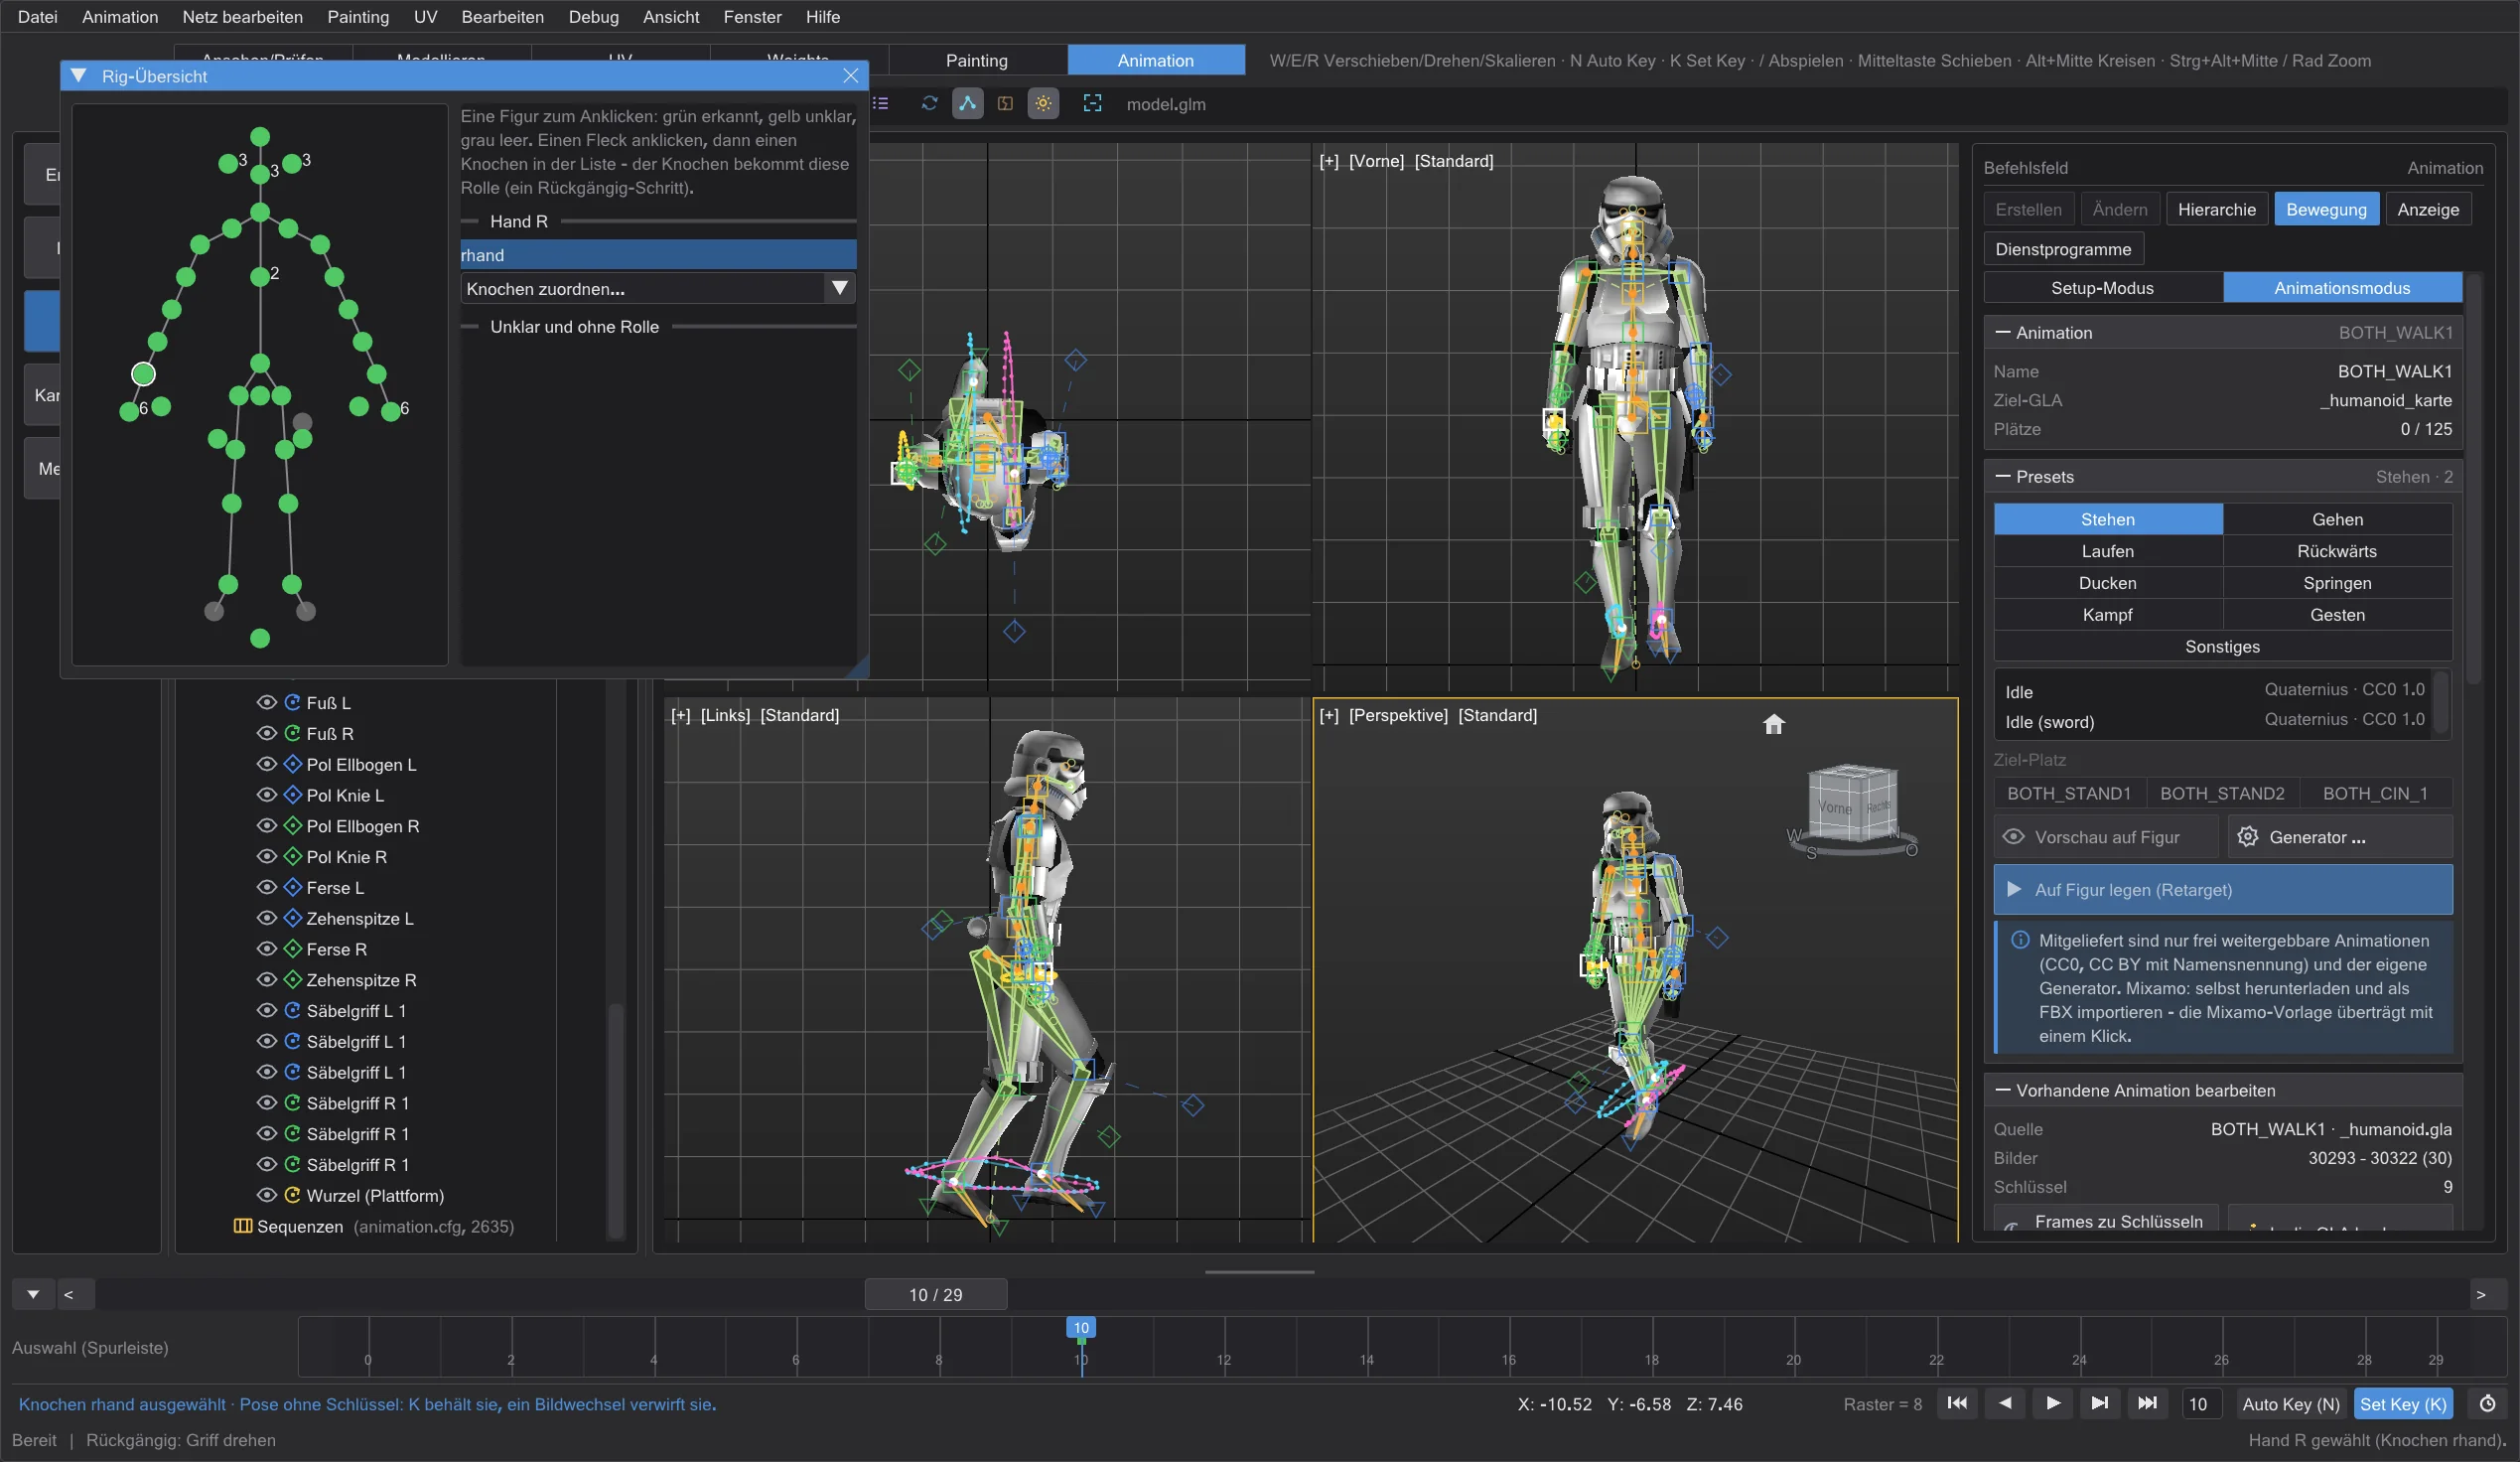 Datei Animation Netz bearbeiten Painting UV Bearbeiten Debug Ansicht Fenster Hilfe
Painting Animation W/E/R Verschieben/Drehen/Skalieren · N Auto Key · K Set Key · / Abspielen · Mitteltaste Schieben · Alt+Mitte Kreisen · Strg+Alt+Mitte / Rad Zoom
Rig-Übersicht
model.glm
Eine Figur zum Anklicken: grün erkannt, gelb unklar,
grau leer. Einen Fleck anklicken, dann einen
Knochen in der Liste - der Knochen bekommt diese
Rolle (ein Rückgängig-Schritt).
Hand R
rhand
Knochen zuordnen...
Unklar und ohne Rolle
3
3
3
2
6
6
Kar
Me
[+] [Vorne] [Standard]
[+] [Links] [Standard]
[+] [Perspektive] [Standard]
Vorne Rechts
W
S
N
O
Fuß L
Fuß R
Pol Ellbogen L
Pol Knie L
Pol Ellbogen R
Pol Knie R
Ferse L
Zehenspitze L
Ferse R
Zehenspitze R
Säbelgriff L 1
Säbelgriff L 1
Säbelgriff L 1
Säbelgriff R 1
Säbelgriff R 1
Säbelgriff R 1
Wurzel (Plattform)
Sequenzen (animation.cfg, 2635)
Befehlsfeld Animation
Erstellen Ändern Hierarchie Bewegung Anzeige
Dienstprogramme
Setup-Modus Animationsmodus
Animation BOTH_WALK1
Name BOTH_WALK1
Ziel-GLA _humanoid_karte
Plätze 0 / 125
Presets Stehen · 2
Stehen Gehen
Laufen Rückwärts
Ducken Springen
Kampf Gesten
Sonstiges
Idle Quaternius · CC0 1.0
Idle (sword) Quaternius · CC0 1.0
Ziel-Platz
BOTH_STAND1 BOTH_STAND2 BOTH_CIN_1
Vorschau auf Figur Generator ...
Auf Figur legen (Retarget)
Mitgeliefert sind nur frei weitergebbare Animationen
(CC0, CC BY mit Namensnennung) und der eigene
Generator. Mixamo: selbst herunterladen und als
FBX importieren - die Mixamo-Vorlage überträgt mit
einem Klick.
Vorhandene Animation bearbeiten
Quelle BOTH_WALK1 · _humanoid.gla
Bilder 30293 - 30322 (30)
Schlüssel 9
Frames zu Schlüsseln
< 10 / 29 >
Auswahl (Spurleiste)
10
0 2 4 6 8 10 12 14 16 18 20 22 24 26 28 29
Knochen rhand ausgewählt · Pose ohne Schlüssel: K behält sie, ein Bildwechsel verwirft sie.
X: -10.52 Y: -6.58 Z: 7.46 Raster = 8 10 Auto Key (N) Set Key (K)
Bereit | Rückgängig: Griff drehen
Hand R gewählt (Knochen rhand).